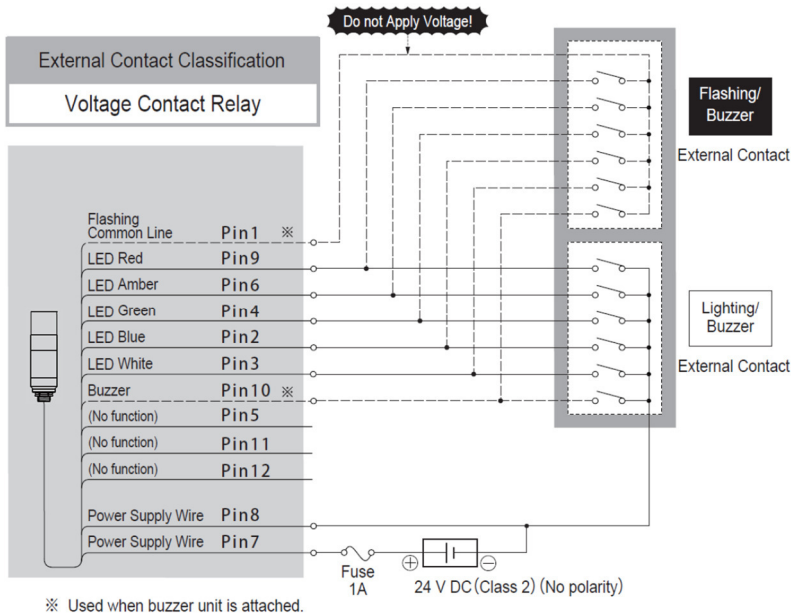 Do not Apply Voltage!
External Contact Classification
Voltage Contact Relay
Flashing/
Buzzer
External Contact
Flashing
Common Line Pin1 ※
LED Red Pin9
LED Amber Pin6
LED Green Pin4
LED Blue Pin2
LED White Pin3
Buzzer Pin10 ※
(No function) Pin5
(No function) Pin11
(No function) Pin12
Power Supply Wire Pin8
Power Supply Wire Pin7
Lighting/
Buzzer
External Contact
Fuse
1A
⊕ ⊖
24 V DC (Class 2) (No polarity)
※ Used when buzzer unit is attached.